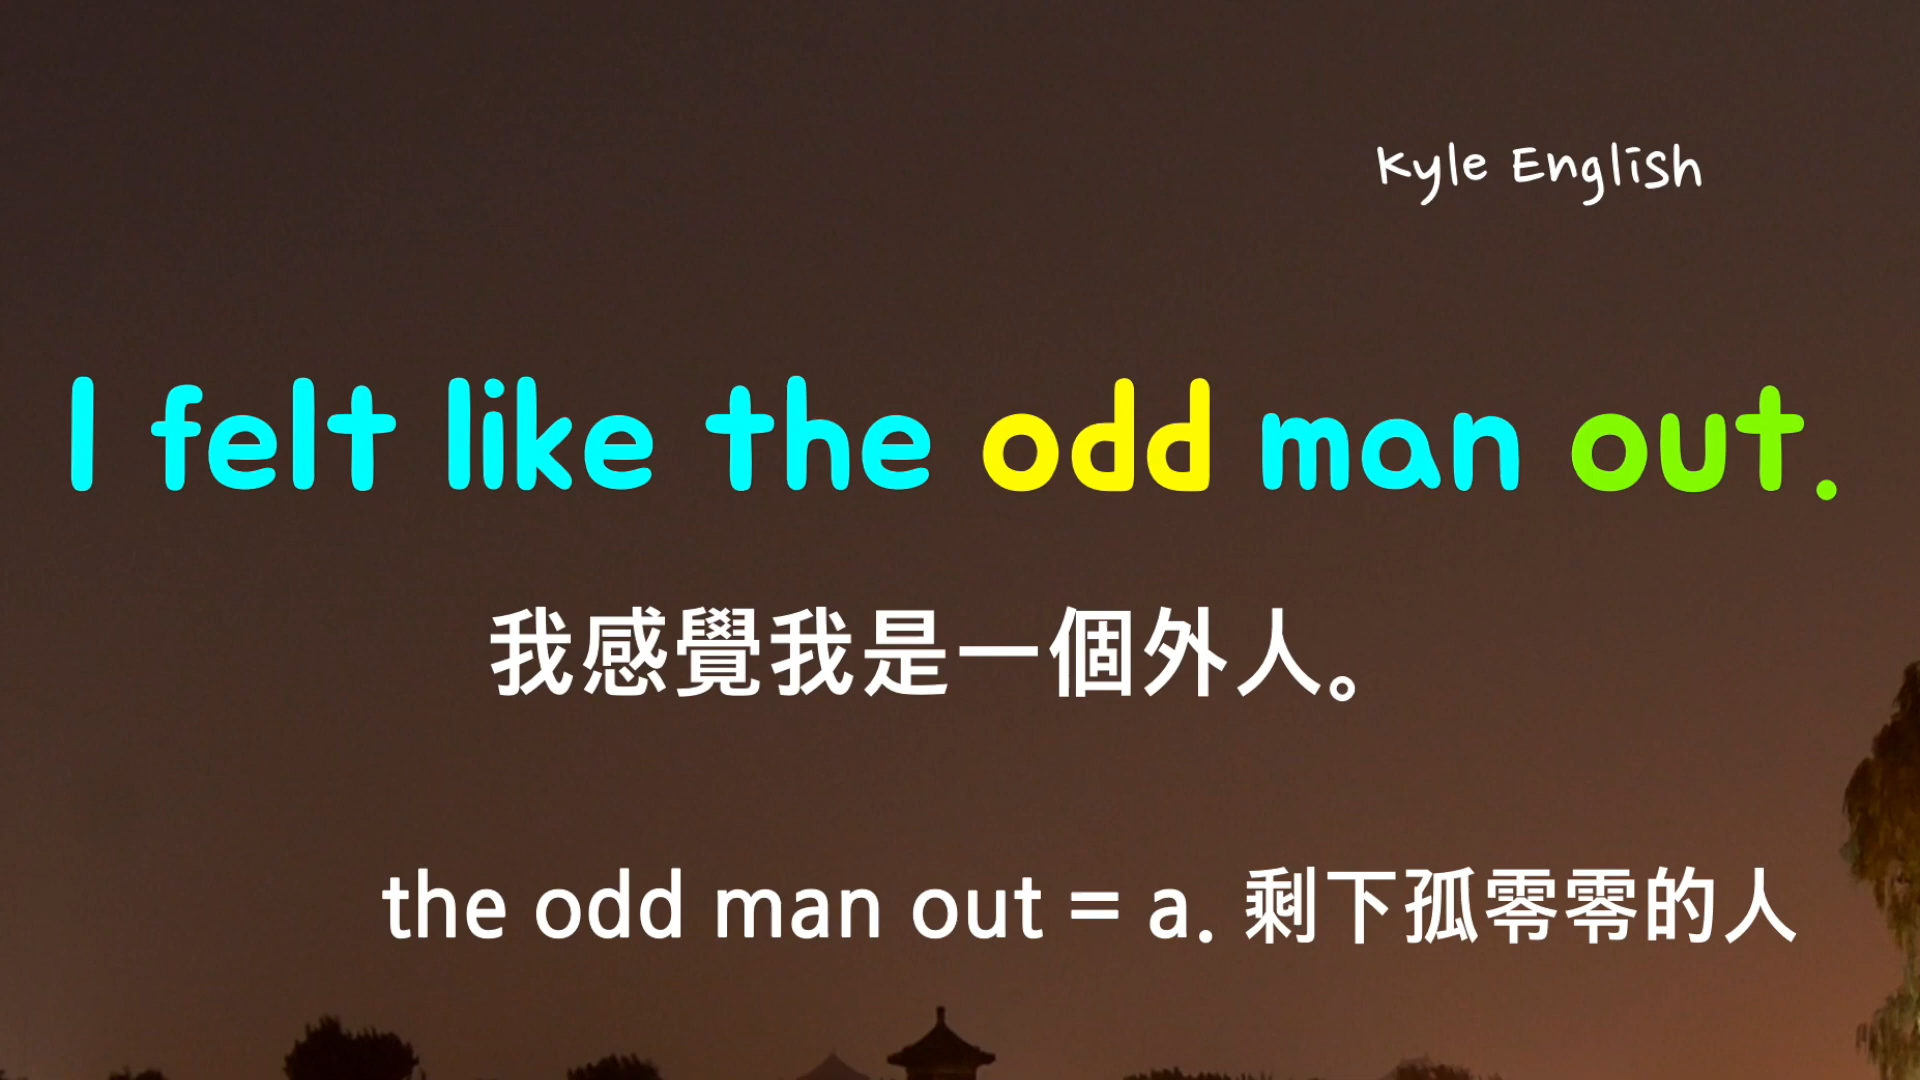 Kyle English
I felt like the odd man out.
我感覺我是一個外人。
the odd man out = a. 剩下孤零零的人